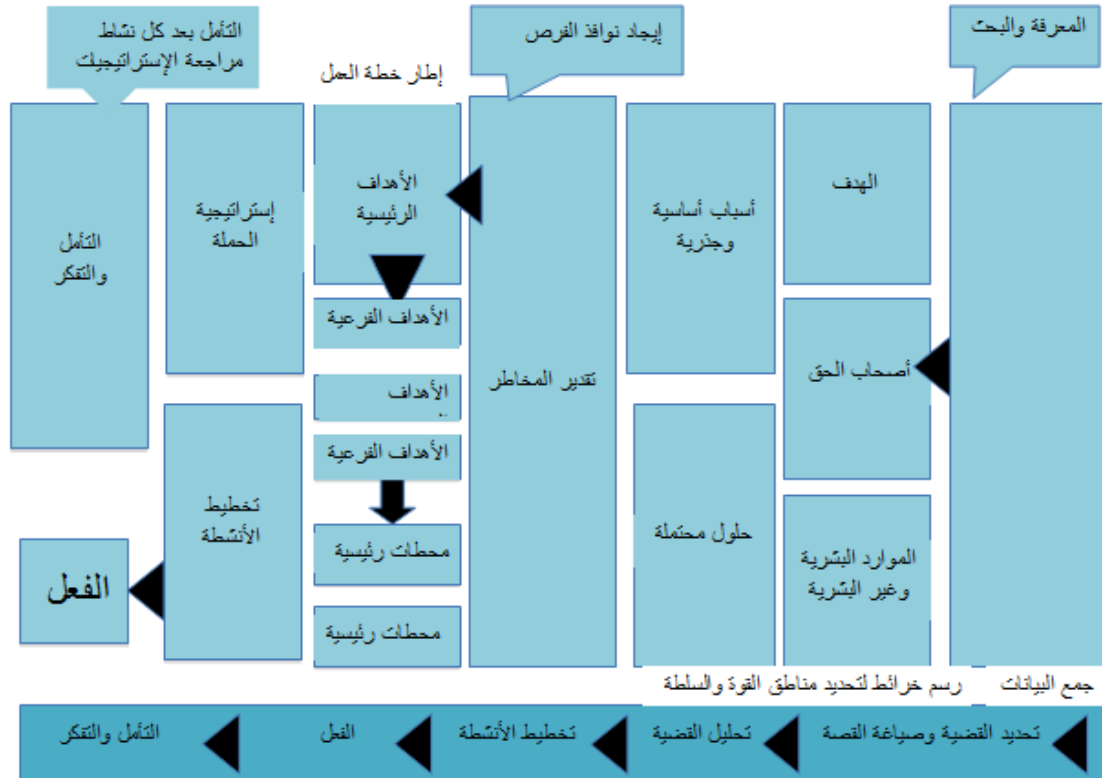 المعرفة والبحث
إيجاد نوافذ الفرص
التأمل بعد كل نشاط
مراجعة الإستراتيجيات
إطار خطة العمل
الهدف
أصحاب الحق
الموارد البشرية
وغير البشرية
أسباب أساسية
وجذرية
حلول محتملة
تقدير المخاطر
الأهداف
الرئيسية
الأهداف الفرعية
الأهداف
الأهداف الفرعية
محطات رئيسية
محطات رئيسية
إستراتيجية
الحملة
تخطيط
الأنشطة
التأمل
والتفكر
الفعل
جمع البيانات
رسم خرائط لتحديد مناطق القوة والسلطة
تحديد القضية وصياغة القصة
تحليل القضية
تخطيط الأنشطة
الفعل
التأمل والتفكر